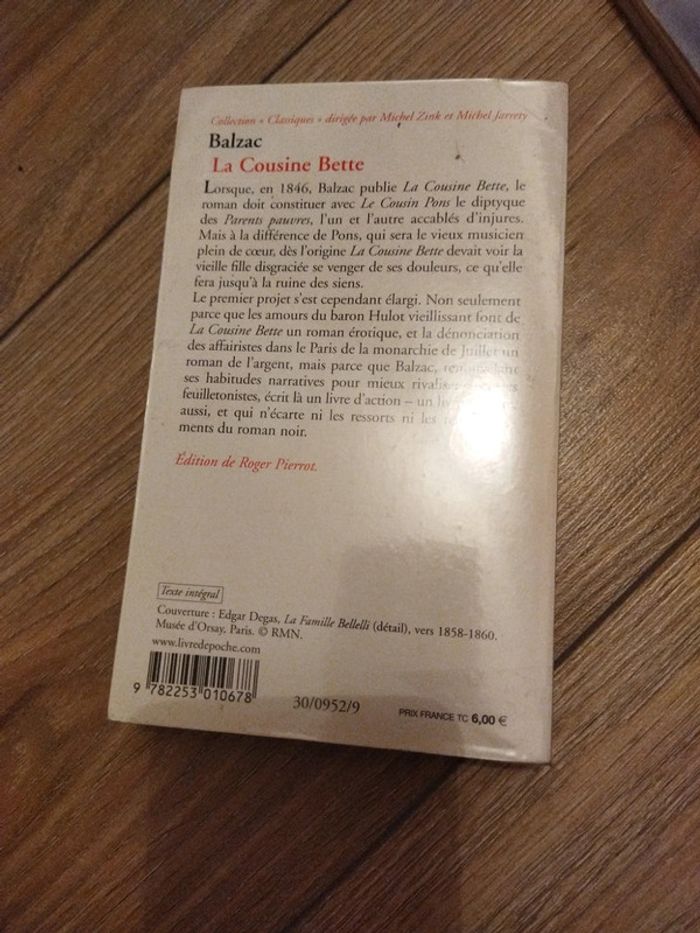 Collection « Classiques » dirigée par Michel Zink et Michel Jarrety
Balzac
La Cousine Bette
Lorsque, en 1846, Balzac publie La Cousine Bette, le
roman doit constituer avec Le Cousin Pons le diptyque
des Parents pauvres, l'un et l'autre accablés d'injures.
Mais à la différence de Pons, qui sera le vieux musicien
plein de cœur, dès l'origine La Cousine Bette devait voir la
vieille fille disgraciée se venger de ses douleurs, ce qu'elle
fera jusqu'à la ruine des siens.
Le premier projet s'est cependant élargi. Non seulement
parce que les amours du baron Hulot vieillissant font de
La Cousine Bette un roman érotique, et la dénonciation
des affairistes dans le Paris de la monarchie de Juillet un
roman de l'argent, mais parce que Balzac,
ses habitudes narratives pour mieux
feuilletonistes, écrit là un livre d'action – un
aussi, et qui n'écarte ni les ressorts ni les
ments du roman noir.
Édition de Roger Pierrot.
Texte intégral
Couverture : Edgar Degas, La Famille Bellelli (détail), vers 1858-1860.
Musée d'Orsay, Paris. © RMN.
www.livredepoche.com
9 782253 010678
30/0952/9
PRIX FRANCE TC 6,00 €